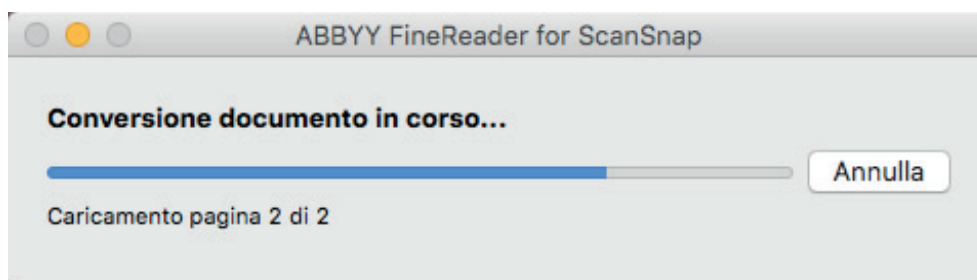 ABBYY FineReader for ScanSnap
Conversione documento in corso...
Annulla
Caricamento pagina 2 di 2